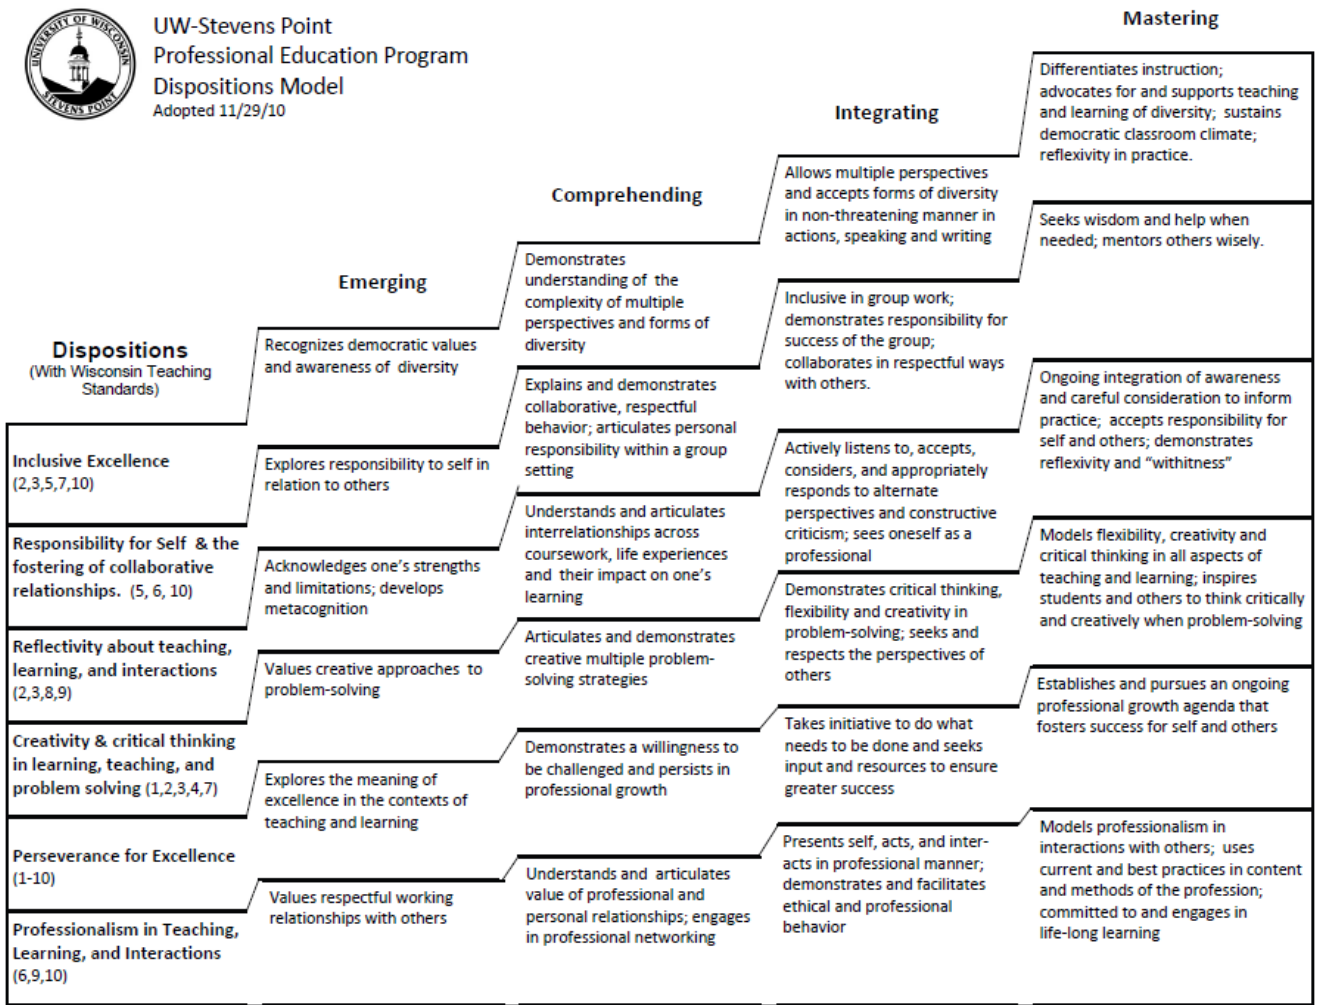 UNIVERSITY OF WISCONSIN
STEVENS POINT
UW-Stevens Point
Professional Education Program
Dispositions Model
Adopted 11/29/10
Dispositions
(With Wisconsin Teaching
Standards)
Inclusive Excellence
(2,3,5,7,10)
Responsibility for Self & the
fostering of collaborative
relationships. (5, 6, 10)
Reflectivity about teaching,
learning, and interactions
(2,3,8,9)
Creativity & critical thinking
in learning, teaching, and
problem solving (1,2,3,4,7)
Perseverance for Excellence
(1-10)
Professionalism in Teaching,
Learning, and Interactions
(6,9,10)
Emerging
Recognizes democratic values
and awareness of diversity
Explores responsibility to self in
relation to others
Acknowledges one's strengths
and limitations; develops
metacognition
Values creative approaches to
problem-solving
Explores the meaning of
excellence in the contexts of
teaching and learning
Values respectful working
relationships with others
Comprehending
Demonstrates
understanding of the
complexity of multiple
perspectives and forms of
diversity
Explains and demonstrates
collaborative, respectful
behavior; articulates personal
responsibility within a group
setting
Understands and articulates
interrelationships across
coursework, life experiences
and their impact on one's
learning
Articulates and demonstrates
creative multiple problem-
solving strategies
Demonstrates a willingness to
be challenged and persists in
professional growth
Understands and articulates
value of professional and
personal relationships; engages
in professional networking
Integrating
Allows multiple perspectives
and accepts forms of diversity
in non-threatening manner in
actions, speaking and writing
Inclusive in group work;
demonstrates responsibility for
success of the group;
collaborates in respectful ways
with others.
Actively listens to, accepts,
considers, and appropriately
responds to alternate
perspectives and constructive
criticism; sees oneself as a
professional
Demonstrates critical thinking,
flexibility and creativity in
problem-solving; seeks and
respects the perspectives of
others
Takes initiative to do what
needs to be done and seeks
input and resources to ensure
greater success
Presents self, acts, and inter-
acts in professional manner;
demonstrates and facilitates
ethical and professional
behavior
Mastering
Differentiates instruction;
advocates for and supports teaching
and learning of diversity; sustains
democratic classroom climate;
reflexivity in practice.
Seeks wisdom and help when
needed; mentors others wisely.
Ongoing integration of awareness
and careful consideration to inform
practice; accepts responsibility for
self and others; demonstrates
reflexivity and “withitness”
Models flexibility, creativity and
critical thinking in all aspects of
teaching and learning; inspires
students and others to think critically
and creatively when problem-solving
Establishes and pursues an ongoing
professional growth agenda that
fosters success for self and others
Models professionalism in
interactions with others; uses
current and best practices in content
and methods of the profession;
committed to and engages in
life-long learning